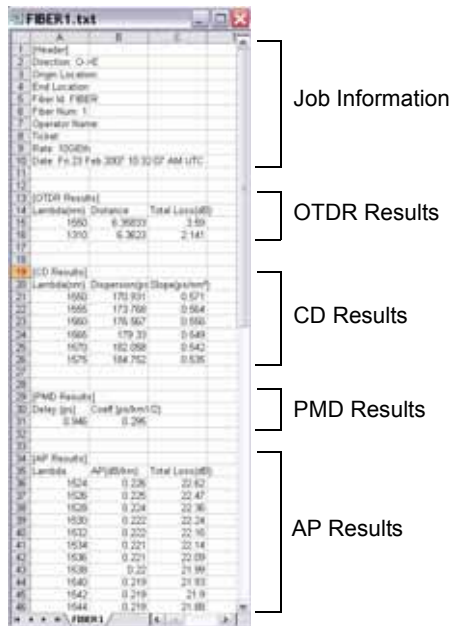 FIBER1.txt
A B C
1 [Header]
2 Direction: O->E
3 Origin Location:
4 End Location:
5 Fiber Id: FIBER
6 Fiber Num: 1
7 Operator Name:
8 Ticket:
9 Rate: 10GEth
10 Date: Fri 23 Feb 2007 10:32:07 AM UTC
11
12
13 [OTDR Results]
14 Lambda(nm) Distance Total Loss(dB)
15 1550 3.59
16 1310 6.3623 2.141
17
18
19 [CD Results]
20 Lambda(nm) Dispersion(ps Slope(ps/nm²)
21 1550 170.931 0.571
22 1555 173.768 0.564
23 1560 176.567 0.556
24 1565 179.33 0.549
25 1570 182.058 0.542
26 1575 184.752 0.535
27
28
29 [PMD Results]
30 Delay (ps) Coeff (ps/km1/2)
31 0.946 0.295
32
33
34 [AP Results]
35 Lambda AP(dB/km) Total Loss(dB)
36 1524 0.226 22.62
37 1526 0.225 22.47
38 1528 0.224 22.36
39 1530 0.222 22.24
40 1532 0.222 22.16
41 1534 0.221 22.14
42 1536 0.221 22.09
43 1538 0.22 21.99
44 1540 0.219 21.93
45 1542 0.219 21.9
46 1544 0.219 21.88
FIBER1
Job Information
OTDR Results
CD Results
PMD Results
AP Results